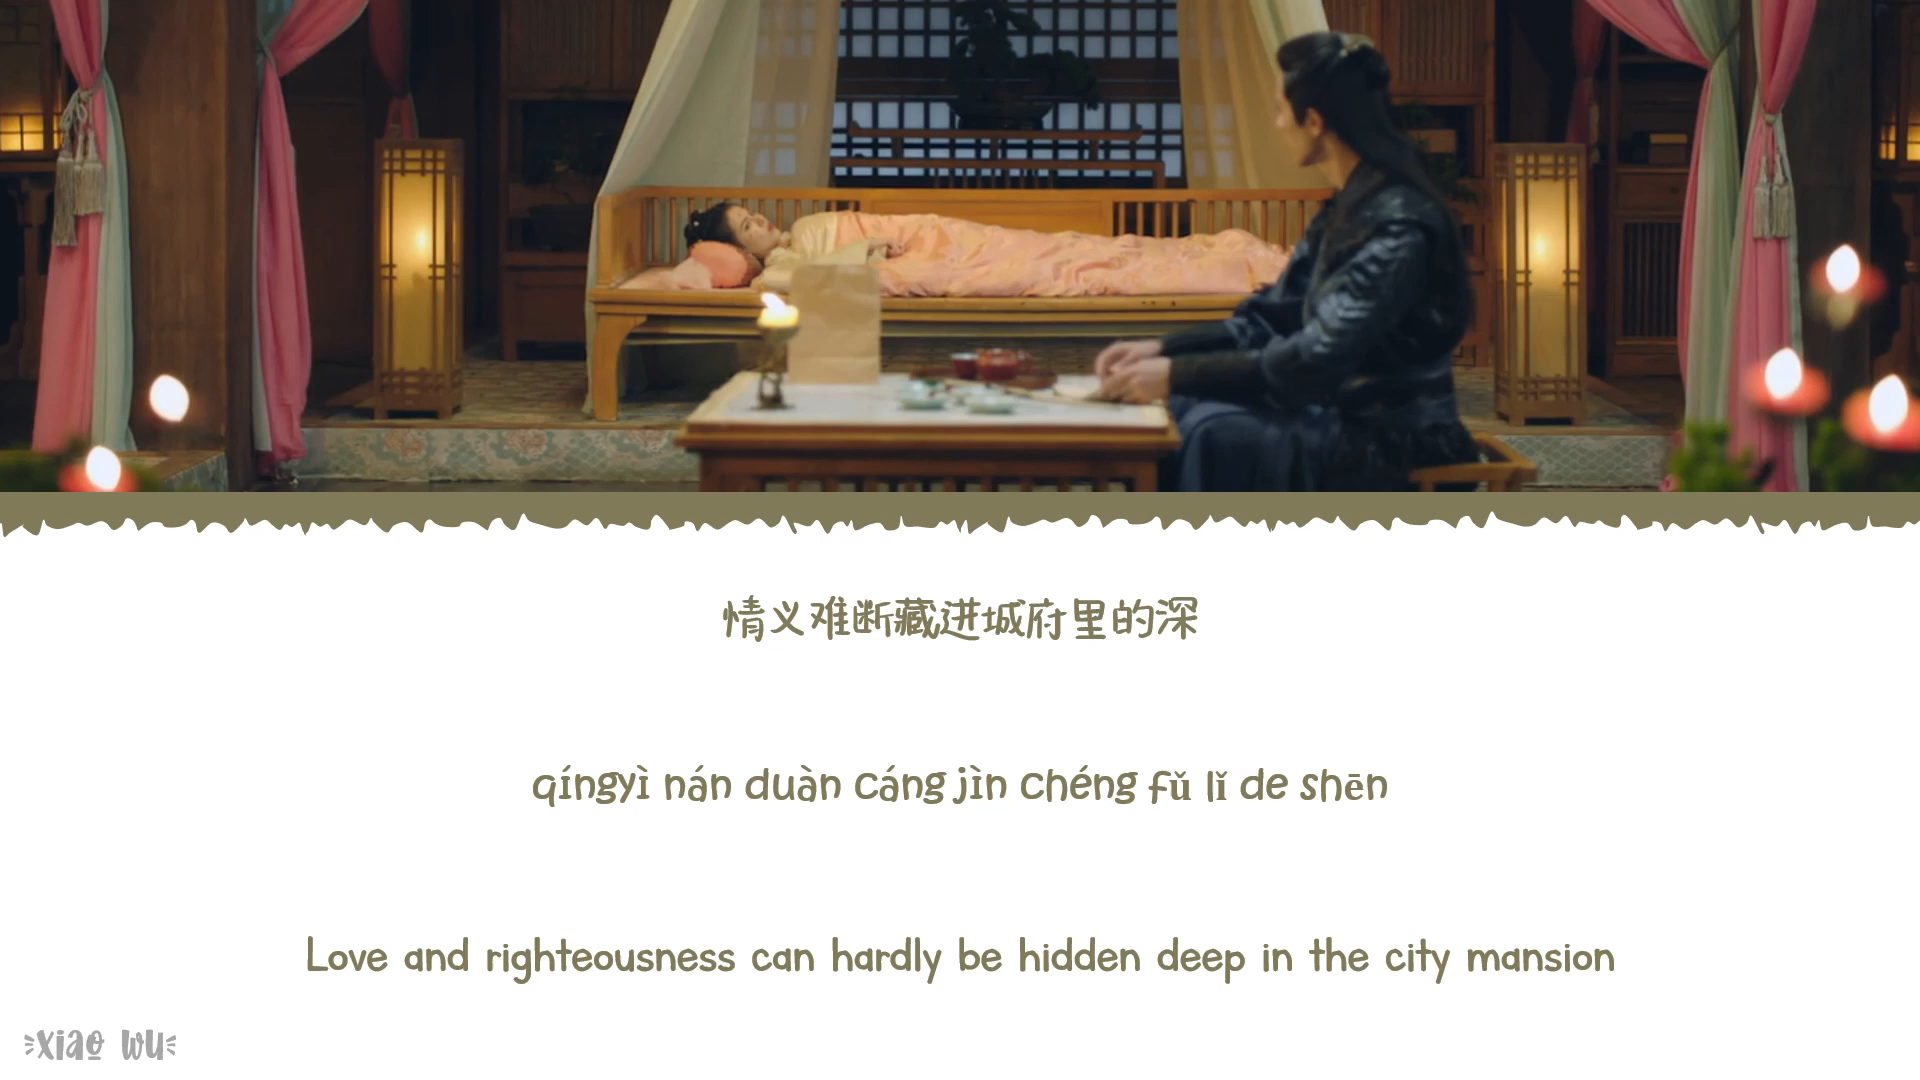 情义难断藏进城府里的深
qíngyì nán duàn cáng jìn chéng fǔ lǐ de shēn
Love and righteousness can hardly be hidden deep in the city mansion
xiao wu